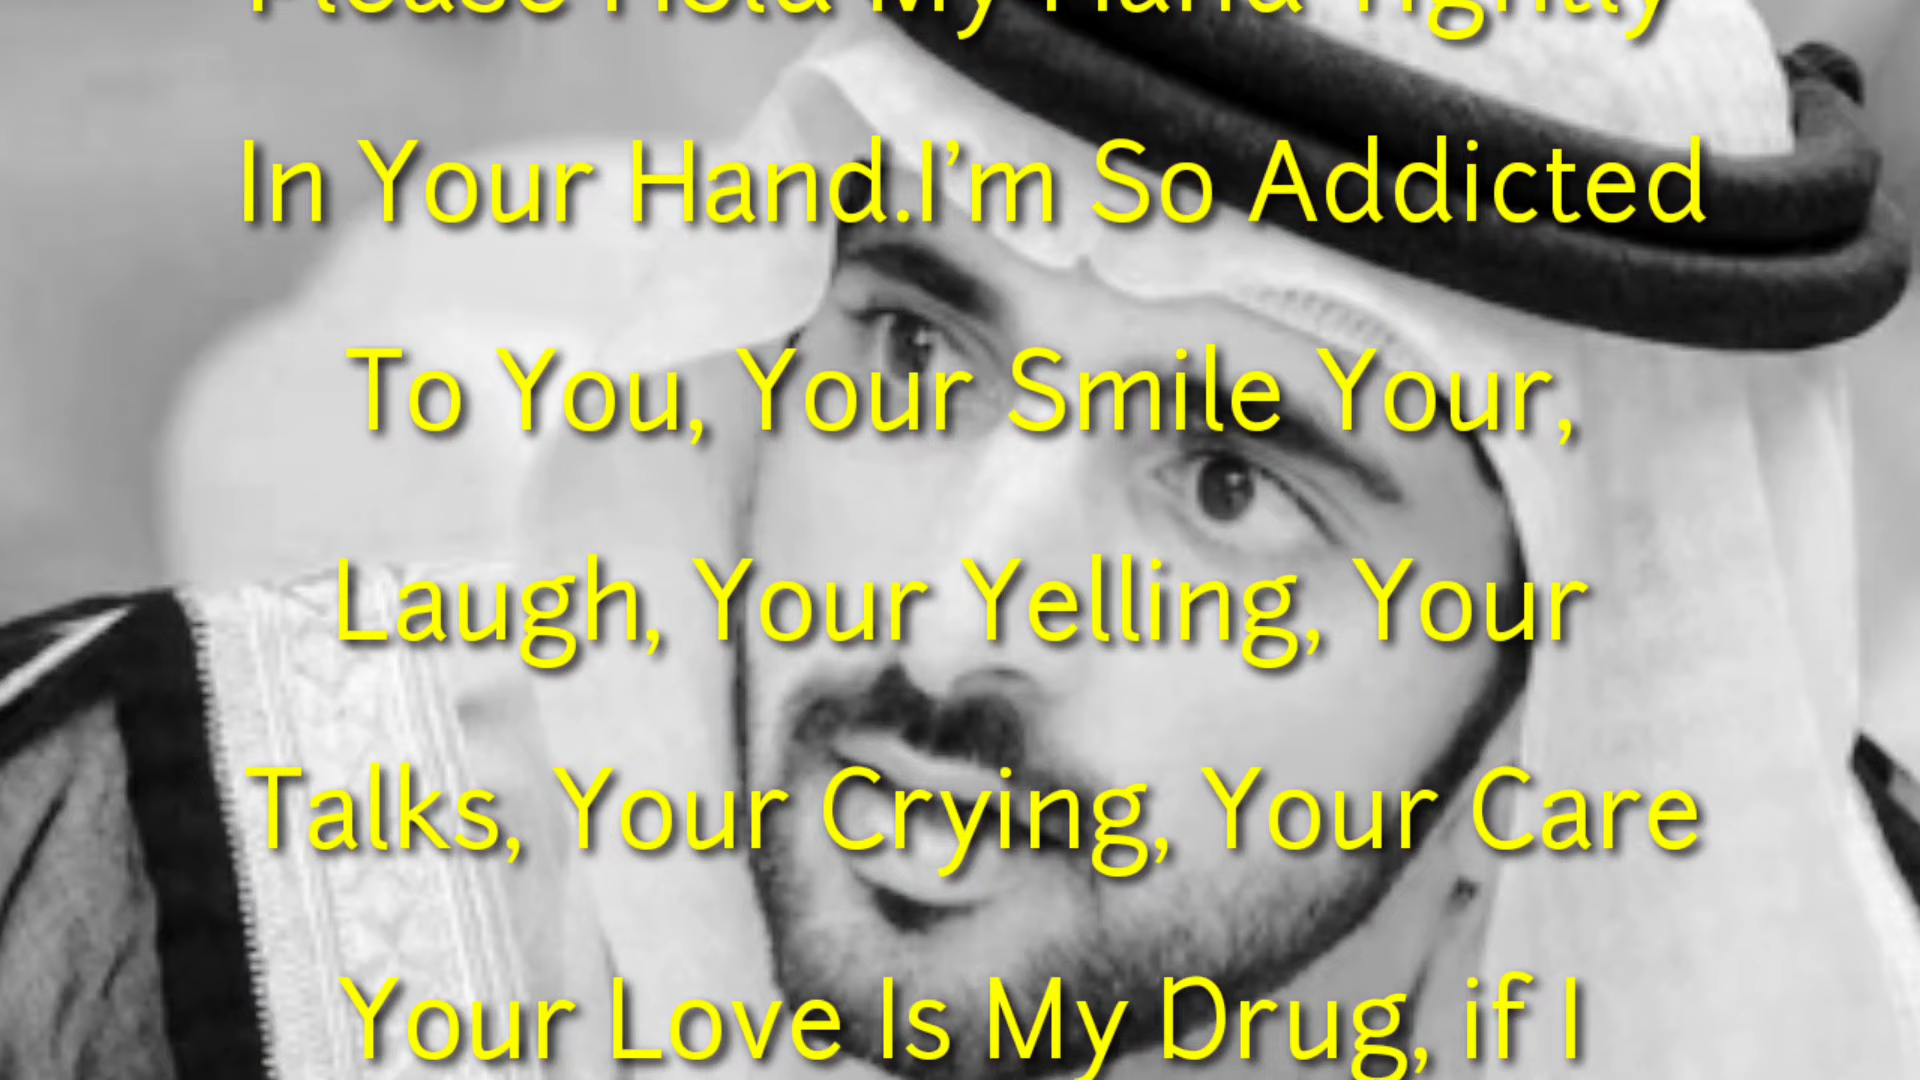 Please Hold My Hand Tightly
In Your Hand.I'm So Addicted
To You, Your Smile Your,
Laugh, Your Yelling, Your
Talks, Your Crying, Your Care
Your Love Is My Drug, if I